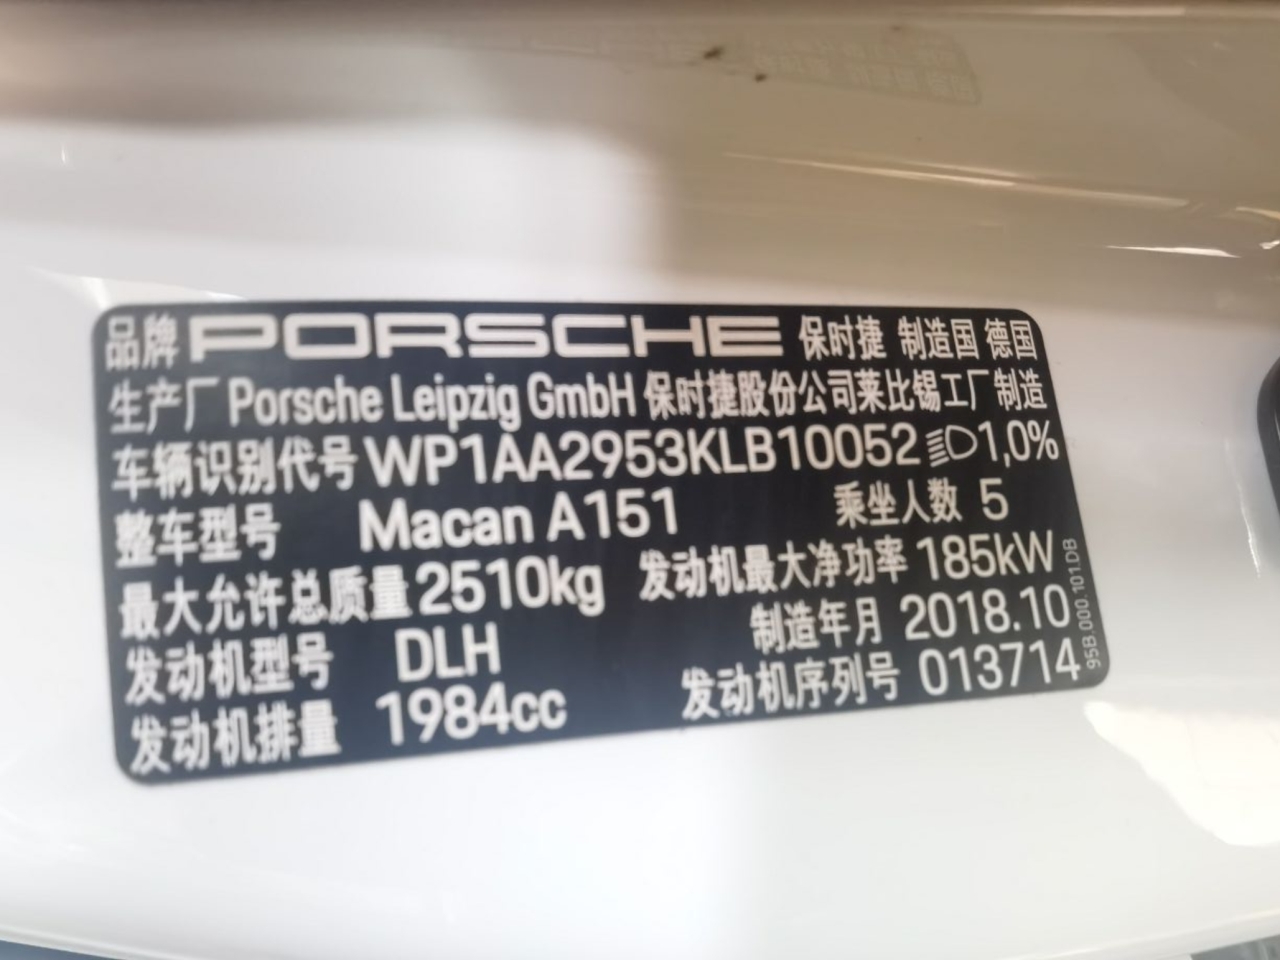 品牌 PORSCHE 保时捷 制造国 德国
生产厂 Porsche Leipzig GmbH 保时捷股份公司莱比锡工厂制造
车辆识别代号 WP1AA2953KLB10052 1,0%
整车型号 Macan A151 乘坐人数 5
最大允许总质量 2510kg 发动机最大净功率 185kW
发动机型号 DLH 制造年月 2018.10
发动机排量 1984cc 发动机序列号 013714
95B.000.101.DB